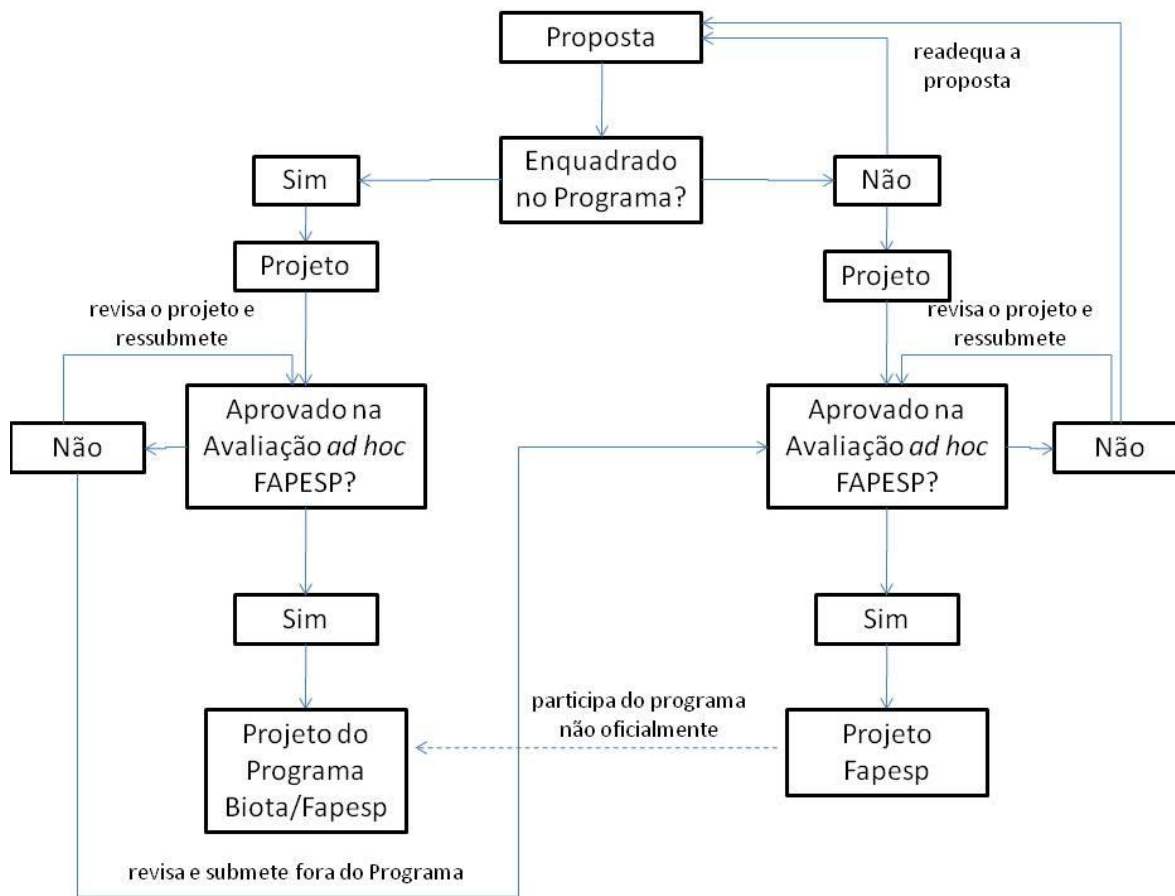 Proposta
readequa a
proposta
Enquadrado
no Programa?
Sim
Não
Projeto
Projeto
revisa o projeto e
ressubmete
revisa o projeto e
ressubmete
Aprovado na
Avaliação ad hoc
FAPESP?
Não
Aprovado na
Avaliação ad hoc
FAPESP?
Não
Sim
Sim
participa do programa
não oficialmente
Projeto do
Programa
Biota/Fapesp
Projeto
Fapesp
revisa e submete fora do Programa